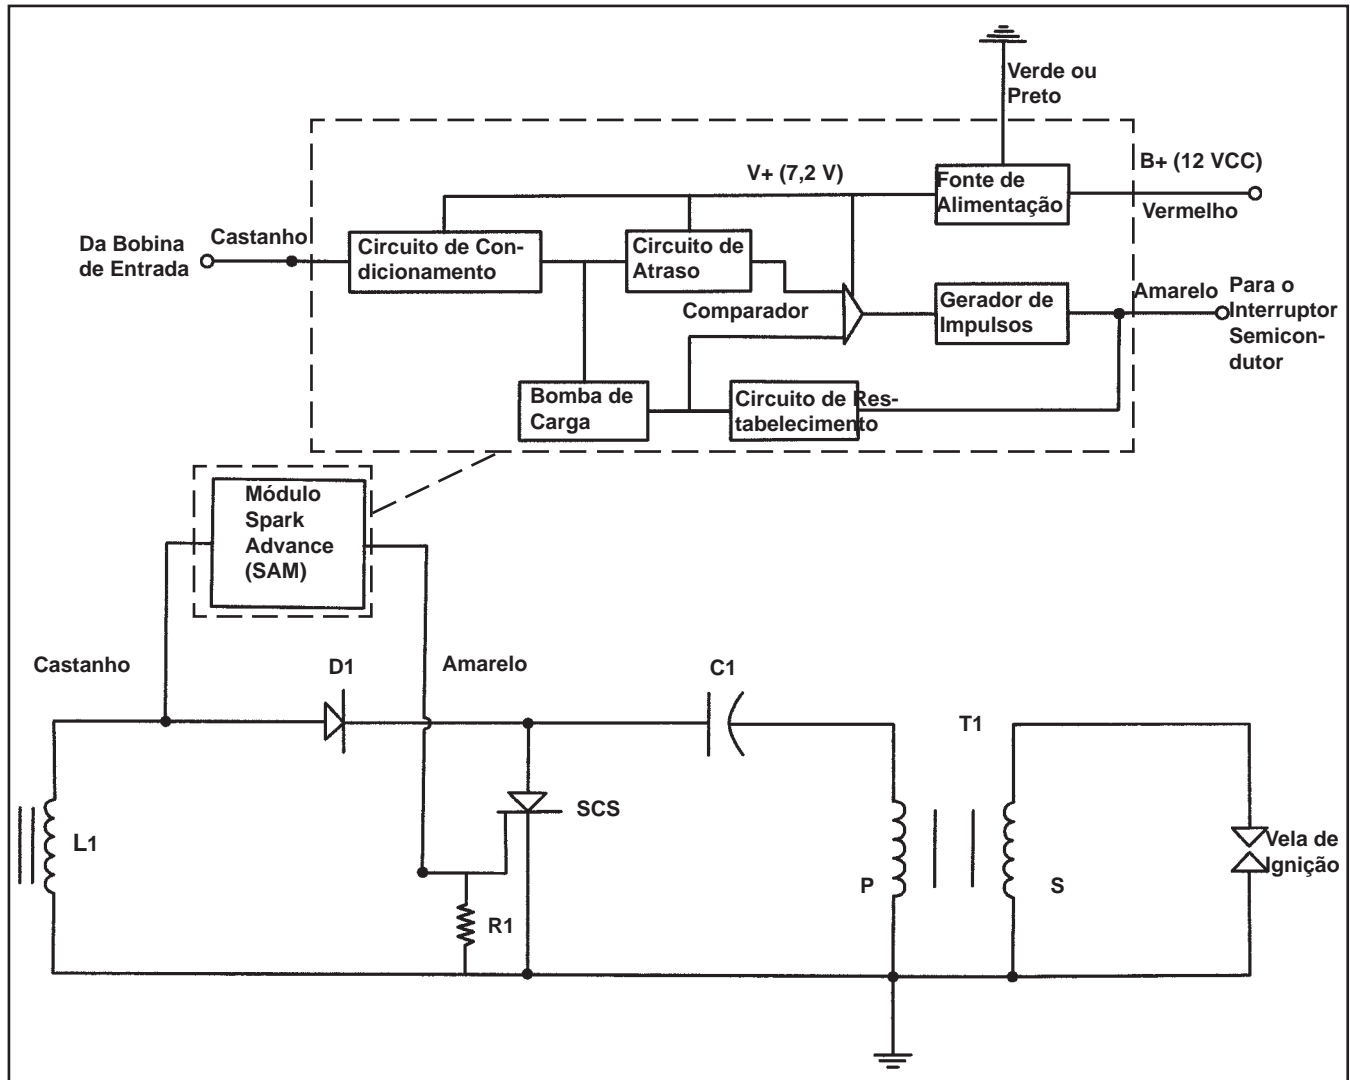 Verde ou
Preto
B+ (12 VCC)
V+ (7,2 V)
Fonte de
Alimentação
Vermelho
Da Bobina
de Entrada
Castanho
Circuito de Con-
dicionamento
Circuito de
Atraso
Comparador
Gerador de
Impulsos
Amarelo
Para o
Interruptor
Semicon-
dutor
Bomba de
Carga
Circuito de Res-
tabelecimento
Módulo
Spark
Advance
(SAM)
Castanho
D1
Amarelo
C1
T1
SCS
L1
R1
P
S
Vela de
Ignição